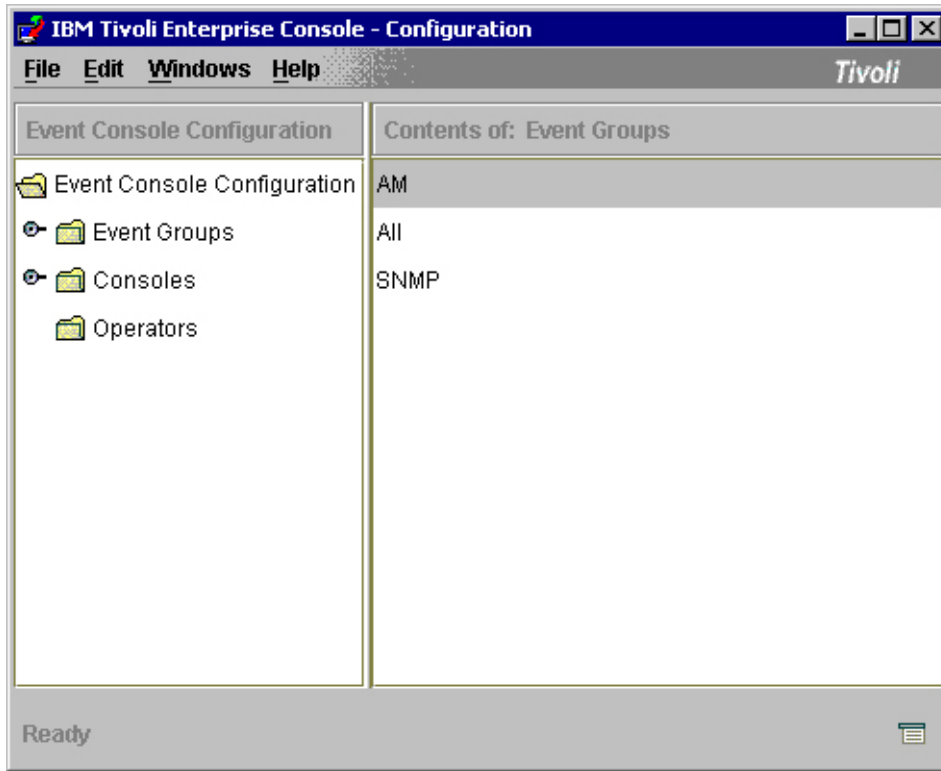 IBM Tivoli Enterprise Console - Configuration
File Edit Windows Help
Tivoli
Event Console Configuration
Contents of: Event Groups
Event Console Configuration
AM
Event Groups
All
Consoles
SNMP
Operators
Ready